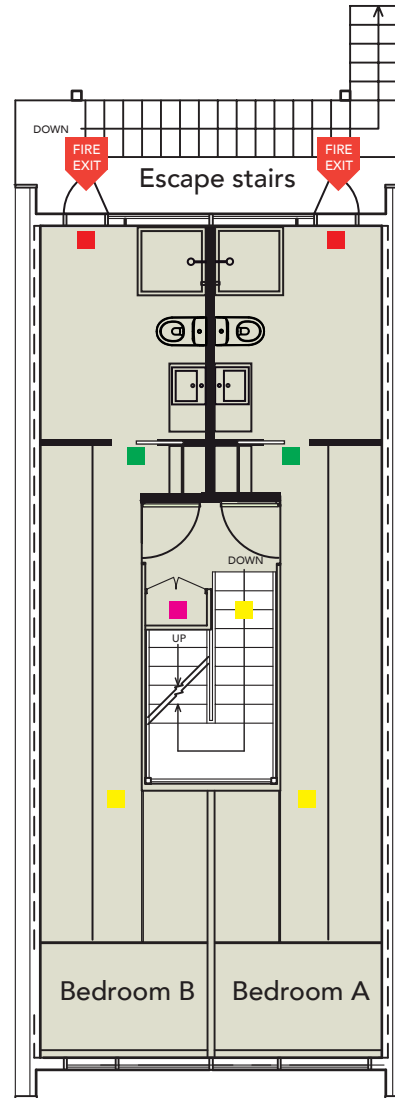 DOWN
FIRE
EXIT
FIRE
EXIT
Escape stairs
DOWN
UP
Bedroom B
Bedroom A